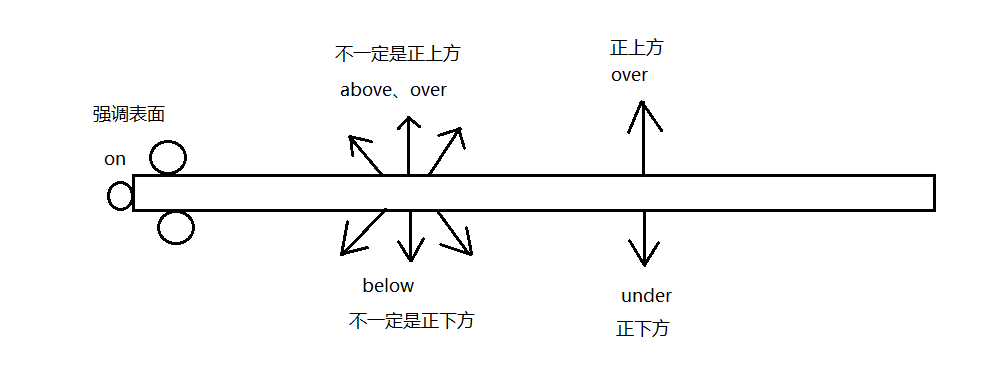 不一定是正上方
above、over
正上方
over
强调表面
on
below
不一定是正下方
under
正下方